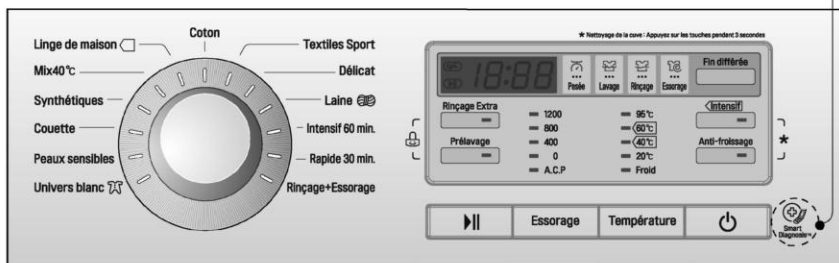 * Nettoyage de la cuve : Appuyez sur les touches pendent 3 secondes
Coton
Linge de maison
Textiles Sport
Mix40°c
Délicat
Synthétiques
Laine
Couette
Intensif 60 min.
Peaux sensibles
Rapide 30 min.
Univers blanc
Rinçage+Essorage
18:88
Pesée
Lavage
Rinçage
Essorage
Fin différée
Rinçage Extra
Prélavage
1200
800
400
0
A.C.P
95°c
60°c
40°c
20°c
Froid
Intensif
Anti-froissage
*
Essorage
Température
Smart
Diagnosis™